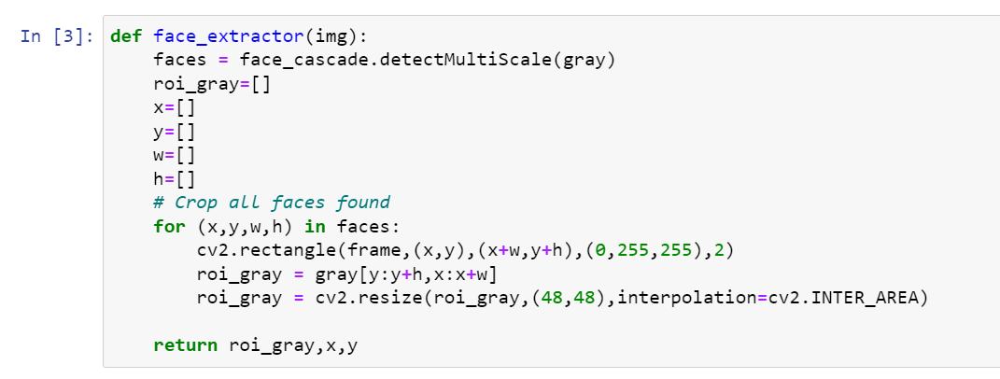 In [3]: def face_extractor(img):
    faces = face_cascade.detectMultiScale(gray)
    roi_gray=[]
    x=[]
    y=[]
    w=[]
    h=[]
    # Crop all faces found
    for (x,y,w,h) in faces:
        cv2.rectangle(frame,(x,y),(x+w,y+h),(0,255,255),2)
        roi_gray = gray[y:y+h,x:x+w]
        roi_gray = cv2.resize(roi_gray,(48,48),interpolation=cv2.INTER_AREA)
    return roi_gray,x,y